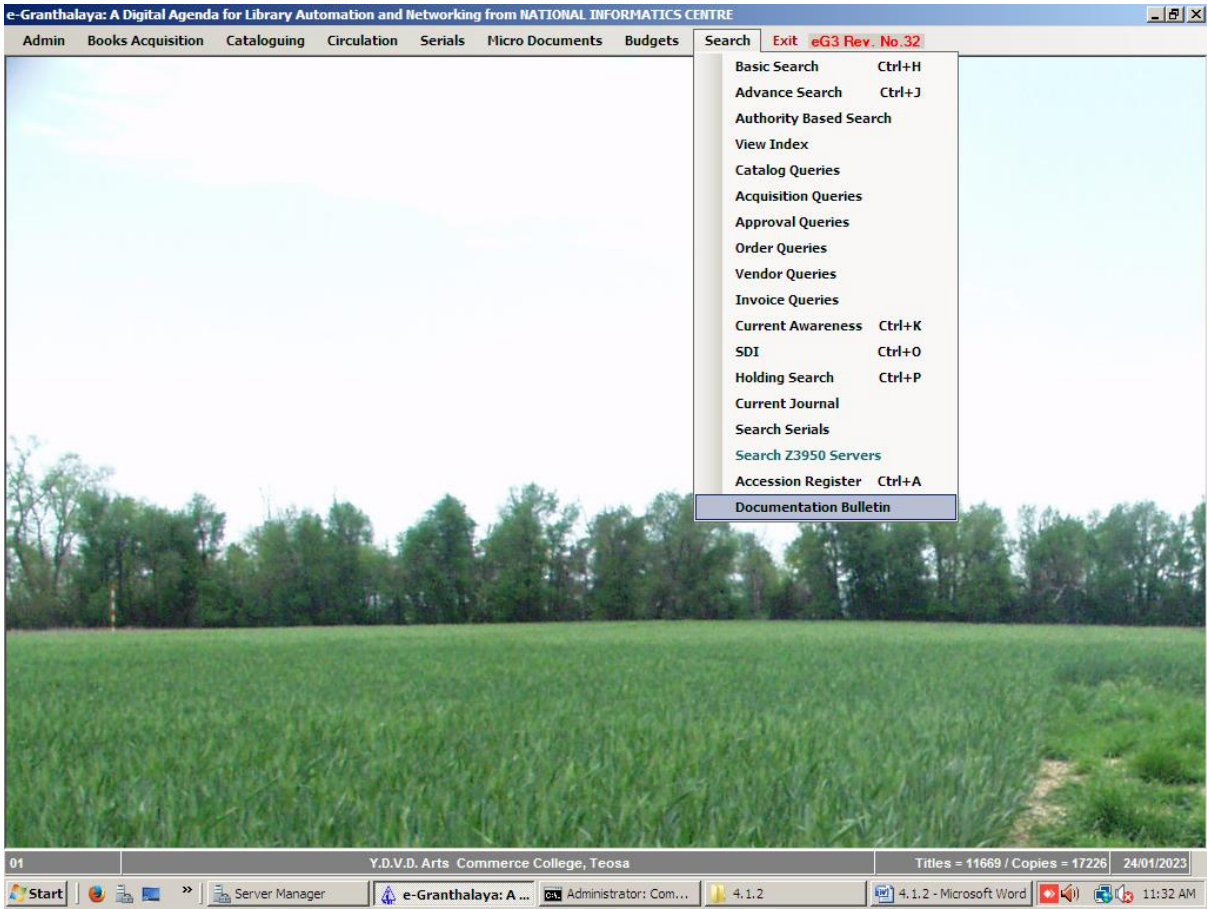 e-Granthalaya: A Digital Agenda for Library Automation and Networking from NATIONAL INFORMATICS CENTRE
Admin Books Acquisition Cataloguing Circulation Serials Micro Documents Budgets Search Exit eG3 Rev. No.32
Basic Search Ctrl+H
Advance Search Ctrl+J
Authority Based Search
View Index
Catalog Queries
Acquisition Queries
Approval Queries
Order Queries
Vendor Queries
Invoice Queries
Current Awareness Ctrl+K
SDI Ctrl+O
Holding Search Ctrl+P
Current Journal
Search Serials
Search Z3950 Servers
Accession Register Ctrl+A
Documentation Bulletin
01 Y.D.V.D. Arts Commerce College, Teosa Titles = 11669 / Copies = 17226 24/01/2023
Start » Server Manager e-Granthalaya: A ... Administrator: Com... 4.1.2 4.1.2 - Microsoft Word 11:32 AM